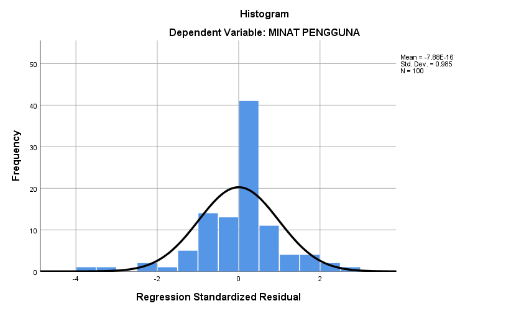 Histogram
Dependent Variable: MINAT PENGGUNA
Mean = -7.88E-16
Std. Dev. = 0.985
N = 100
Frequency
50
40
30
20
10
0
-4
-2
0
2
Regression Standardized Residual